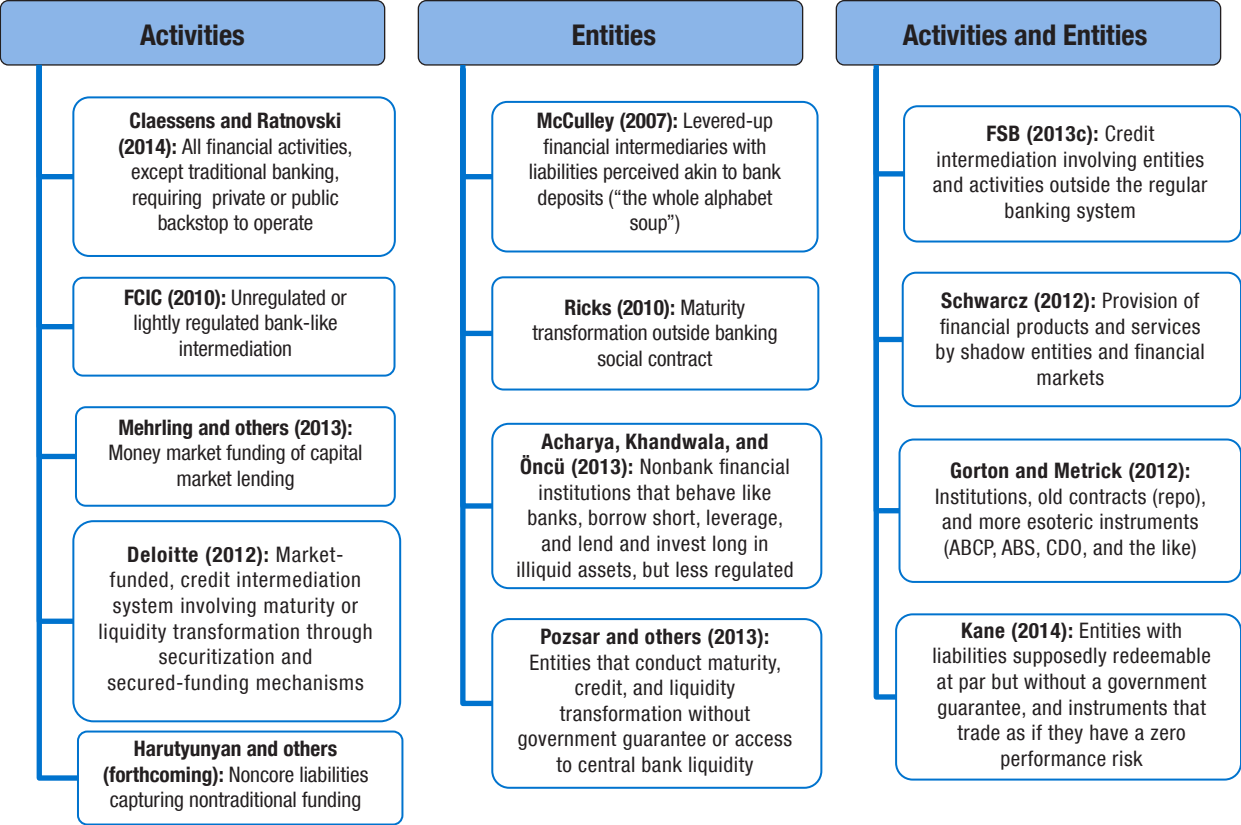 Activities
Claessens and Ratnovski
(2014): All financial activities,
except traditional banking,
requiring private or public
backstop to operate
FCIC (2010): Unregulated or
lightly regulated bank-like
intermediation
Mehrling and others (2013):
Money market funding of capital
market lending
Deloitte (2012): Market-
funded, credit intermediation
system involving maturity or
liquidity transformation through
securitization and
secured-funding mechanisms
Harutyunyan and others
(forthcoming): Noncore liabilities
capturing nontraditional funding
Entities
McCulley (2007): Levered-up
financial intermediaries with
liabilities perceived akin to bank
deposits (“the whole alphabet
soup”)
Ricks (2010): Maturity
transformation outside banking
social contract
Acharya, Khandwala, and
Öncü (2013): Nonbank financial
institutions that behave like
banks, borrow short, leverage,
and lend and invest long in
illiquid assets, but less regulated
Pozsar and others (2013):
Entities that conduct maturity,
credit, and liquidity
transformation without
government guarantee or access
to central bank liquidity
Activities and Entities
FSB (2013c): Credit
intermediation involving entities
and activities outside the regular
banking system
Schwarcz (2012): Provision of
financial products and services
by shadow entities and financial
markets
Gorton and Metrick (2012):
Institutions, old contracts (repo),
and more esoteric instruments
(ABCP, ABS, CDO, and the like)
Kane (2014): Entities with
liabilities supposedly redeemable
at par but without a government
guarantee, and instruments that
trade as if they have a zero
performance risk